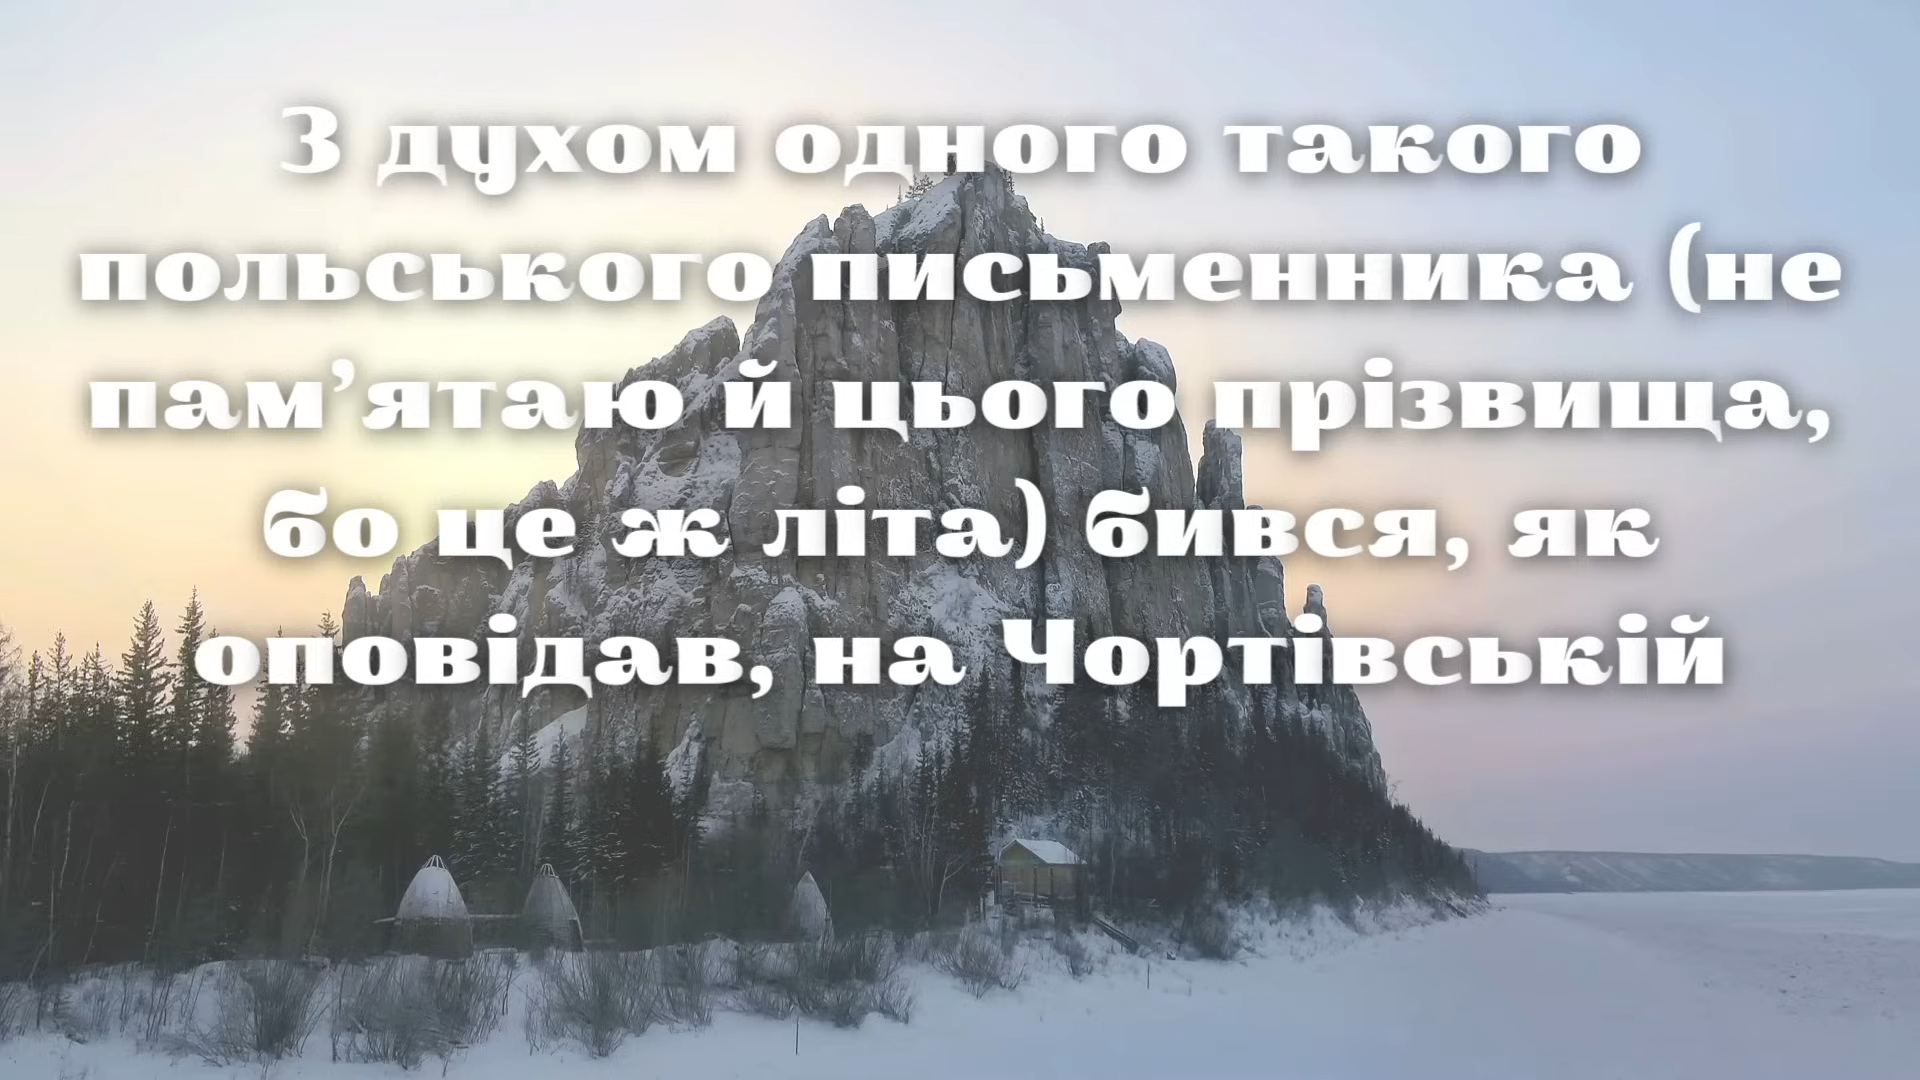 З духом одного такого
польського письменника (не
пам’ятаю й цього прізвища,
бо це ж літа) бився, як
оповідав, на Чортівській